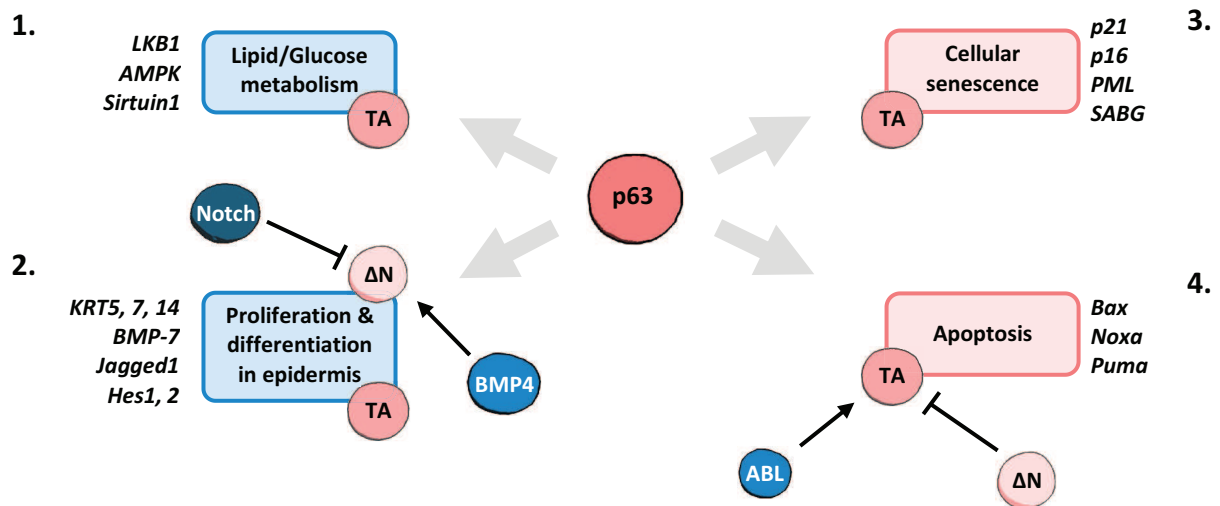 1.
LKB1
AMPK
Sirtuin1
Lipid/Glucose
metabolism
TA
3.
Cellular
senescence
TA
p21
p16
PML
SABG
p63
2.
Notch
ΔN
KRT5, 7, 14
BMP-7
Jagged1
Hes1, 2
Proliferation &
differentiation
in epidermis
TA
BMP4
4.
Apoptosis
TA
Bax
Noxa
Puma
ABL
ΔN